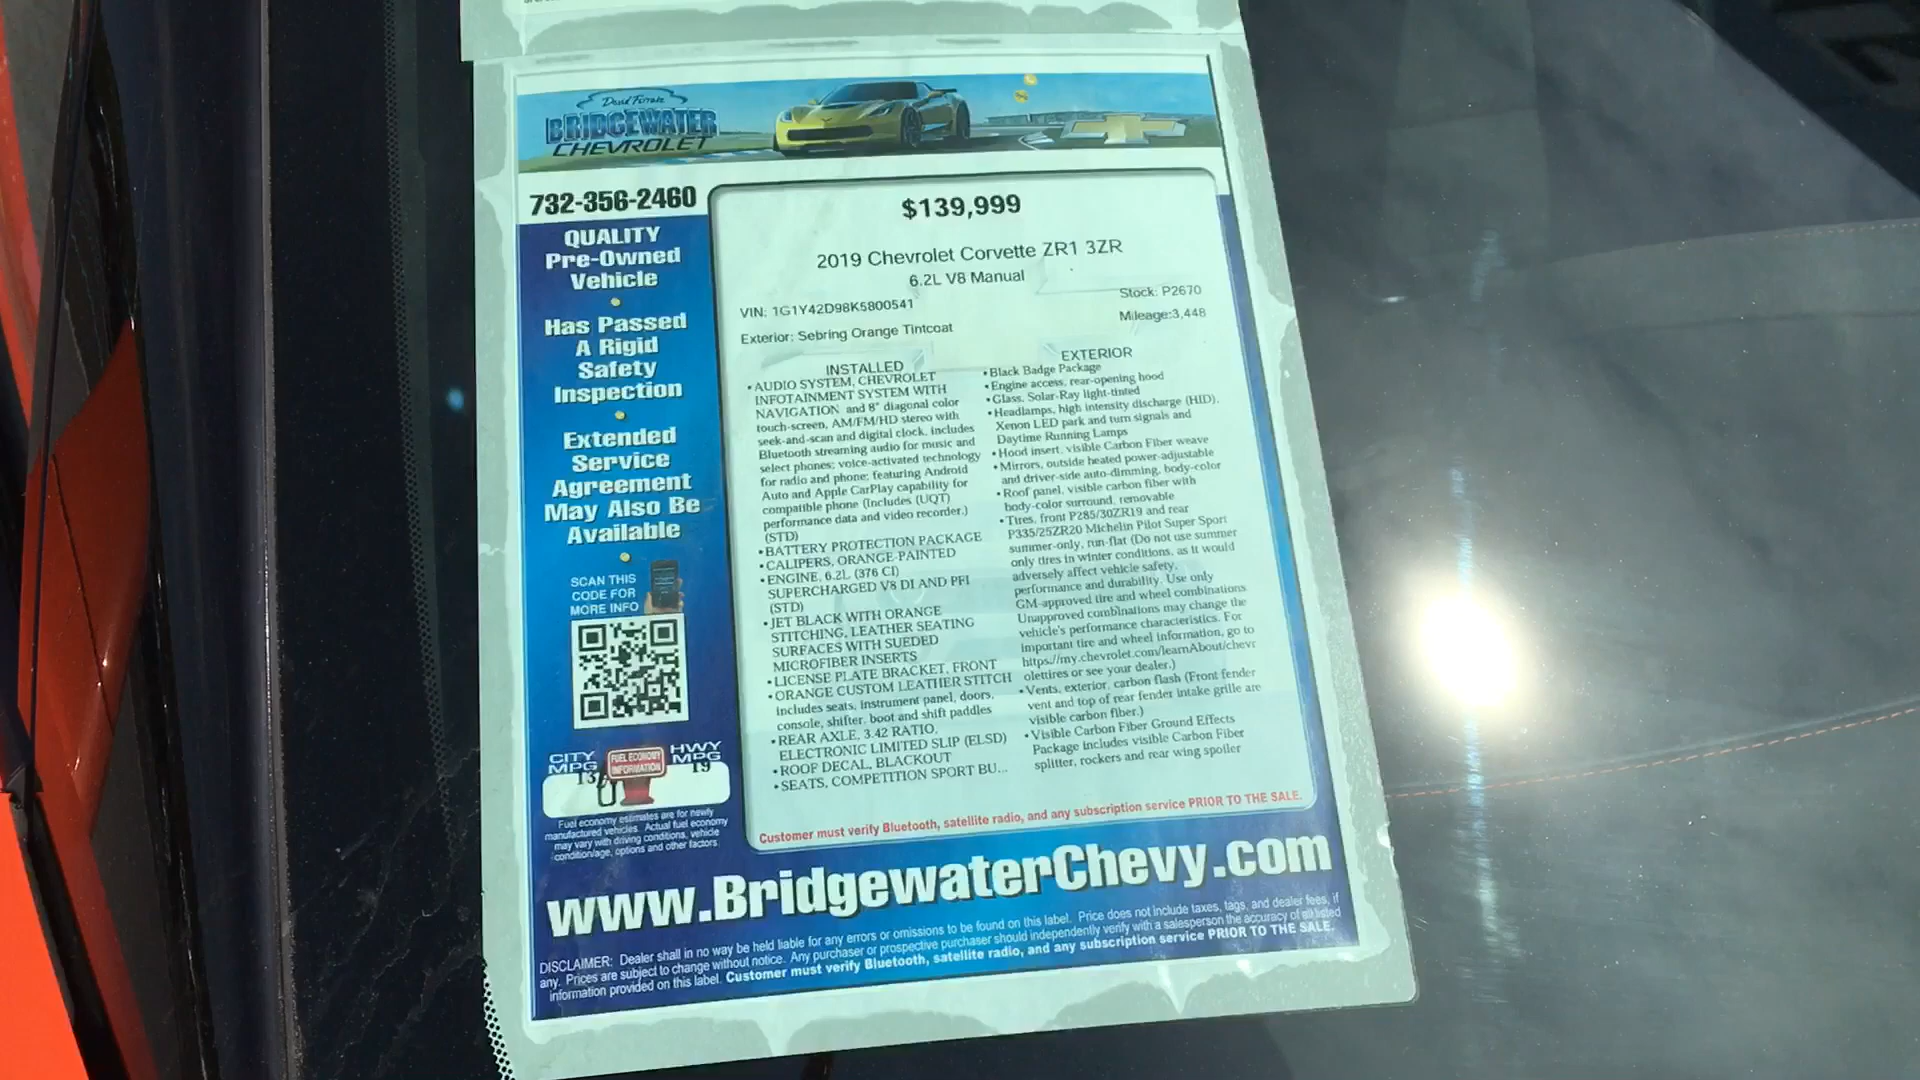 David Ferraez
BRIDGEWATER
CHEVROLET
732-356-2460
QUALITY
Pre-Owned
Vehicle
Has Passed
A Rigid
Safety
Inspection
Extended
Service
Agreement
May Also Be
Available
SCAN THIS
CODE FOR
MORE INFO
CITY
MPG
13
FUEL ECONOMY
INFORMATION
HWY
MPG
19
Fuel economy estimates are for newly
manufactured vehicles. Actual fuel economy
may vary with driving conditions, vehicle
condition/age, options and other factors.
$139,999
2019 Chevrolet Corvette ZR1 3ZR
6.2L V8 Manual
VIN: 1G1Y42D98K5800541
Stock: P2670
Exterior: Sebring Orange Tintcoat
Mileage:3,448
INSTALLED
• AUDIO SYSTEM, CHEVROLET
INFOTAINMENT SYSTEM WITH
NAVIGATION and 8" diagonal color
touch-screen, AM/FM/HD stereo with
seek-and-scan and digital clock, includes
Bluetooth streaming audio for music and
select phones; voice-activated technology
for radio and phone; featuring Android
Auto and Apple CarPlay capability for
compatible phone (Includes (UQT)
performance data and video recorder.)
(STD)
• BATTERY PROTECTION PACKAGE
• CALIPERS, ORANGE-PAINTED
• ENGINE, 6.2L (376 CI)
SUPERCHARGED V8 DI AND PFI
(STD)
• JET BLACK WITH ORANGE
STITCHING, LEATHER SEATING
SURFACES WITH SUEDED
MICROFIBER INSERTS
• LICENSE PLATE BRACKET, FRONT
• ORANGE CUSTOM LEATHER STITCH
includes seats, instrument panel, doors,
console, shifter, boot and shift paddles
• REAR AXLE, 3.42 RATIO,
ELECTRONIC LIMITED SLIP (ELSD)
• ROOF DECAL, BLACKOUT
• SEATS, COMPETITION SPORT BU...
EXTERIOR
• Black Badge Package
• Engine access, rear-opening hood
• Glass, Solar-Ray light-tinted
• Headlamps, high intensity discharge (HID),
Xenon LED park and turn signals and
Daytime Running Lamps
• Hood insert, visible Carbon Fiber weave
• Mirrors, outside heated power-adjustable
and driver-side auto-dimming, body-color
• Roof panel, visible carbon fiber with
body-color surround, removable
• Tires, front P285/30ZR19 and rear
P335/25ZR20 Michelin Pilot Super Sport
summer-only, run-flat (Do not use summer
only tires in winter conditions, as it would
adversely affect vehicle safety,
performance and durability. Use only
GM-approved tire and wheel combinations
Unapproved combinations may change the
vehicle's performance characteristics. For
important tire and wheel information, go to
https://my.chevrolet.com/learnAbout/chevr
olettires or see your dealer.)
• Vents, exterior, carbon flash (Front fender
vent and top of rear fender intake grille are
visible carbon fiber.)
• Visible Carbon Fiber Ground Effects
Package includes visible Carbon Fiber
splitter, rockers and rear wing spoiler
Customer must verify Bluetooth, satellite radio, and any subscription service PRIOR TO THE SALE.
www.BridgewaterChevy.com
DISCLAIMER: Dealer shall in no way be held liable for any errors or omissions to be found on this label. Price does not include taxes, tags, and dealer fees, if
any. Prices are subject to change without notice. Any purchaser or prospective purchaser should independently verify with a salesperson the accuracy of all listed
information provided on this label. Customer must verify Bluetooth, satellite radio, and any subscription service PRIOR TO THE SALE.